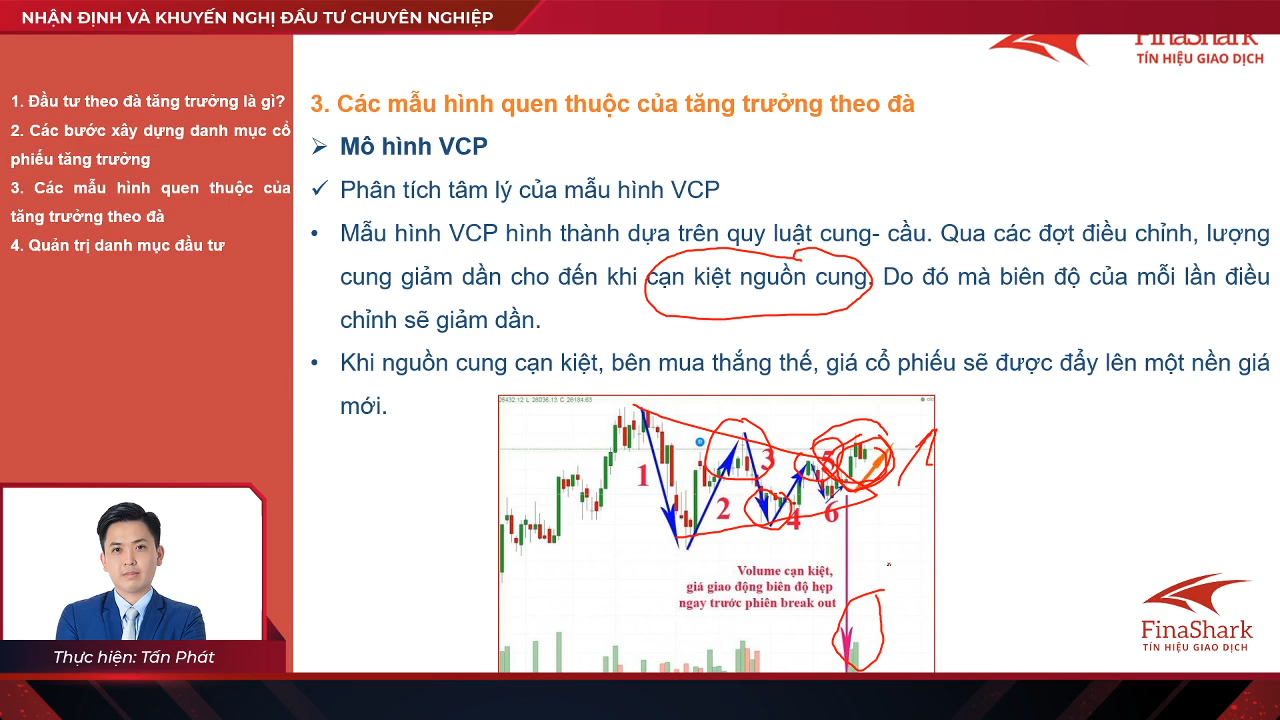 NHẬN ĐỊNH VÀ KHUYẾN NGHỊ ĐẦU TƯ CHUYÊN NGHIỆP
FinaShark
TÍN HIỆU GIAO DỊCH
1. Đầu tư theo đà tăng trưởng là gì?
2. Các bước xây dựng danh mục cổ
phiếu tăng trưởng
3. Các mẫu hình quen thuộc của
tăng trưởng theo đà
4. Quản trị danh mục đầu tư
3. Các mẫu hình quen thuộc của tăng trưởng theo đà
Mô hình VCP
Phân tích tâm lý của mẫu hình VCP
• Mẫu hình VCP hình thành dựa trên quy luật cung- cầu. Qua các đợt điều chỉnh, lượng
cung giảm dần cho đến khi cạn kiệt nguồn cung. Do đó mà biên độ của mỗi lần điều
chỉnh sẽ giảm dần.
• Khi nguồn cung cạn kiệt, bên mua thắng thế, giá cổ phiếu sẽ được đẩy lên một nền giá
mới.
1
2
3
4
5
6
Volume cạn kiệt,
giá giao động biên độ hẹp
ngay trước phiên break out
Thực hiện: Tấn Phát
FinaShark
TÍN HIỆU GIAO DỊCH